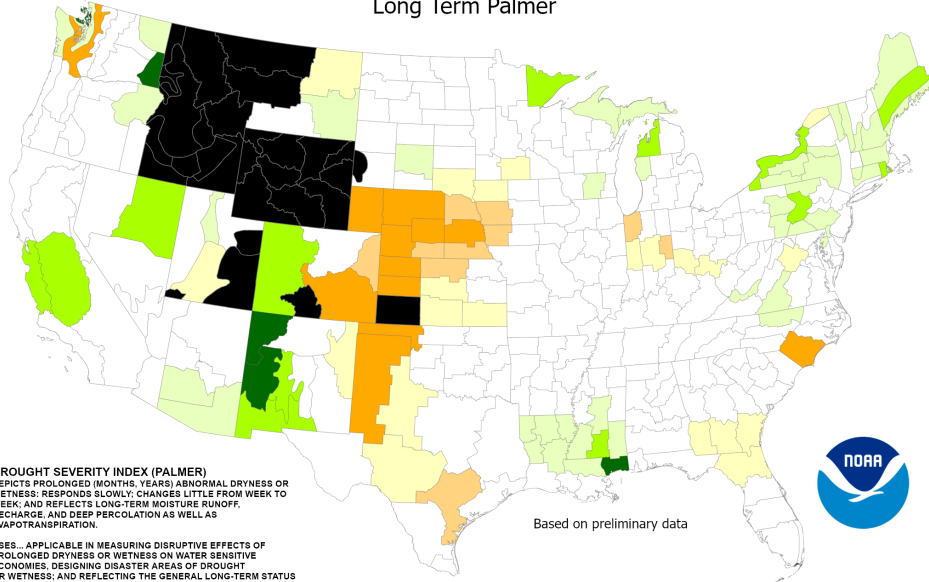 Long Term Palmer
ROUGHT SEVERITY INDEX (PALMER)
EPICTS PROLONGED (MONTHS, YEARS) ABNORMAL DRYNESS OR
ETNESS: RESPONDS SLOWLY; CHANGES LITTLE FROM WEEK TO
EEK; AND REFLECTS LONG-TERM MOISTURE RUNOFF,
ECHARGE, AND DEEP PERCOLATION AS WELL AS
VAPOTRANSPIRATION.
SES... APPLICABLE IN MEASURING DISRUPTIVE EFFECTS OF
ROLONGED DRYNESS OR WETNESS ON WATER SENSITIVE
CONOMIES, DESIGNING DISASTER AREAS OF DROUGHT
R WETNESS; AND REFLECTING THE GENERAL LONG-TERM STATUS
Based on preliminary data
NOAA